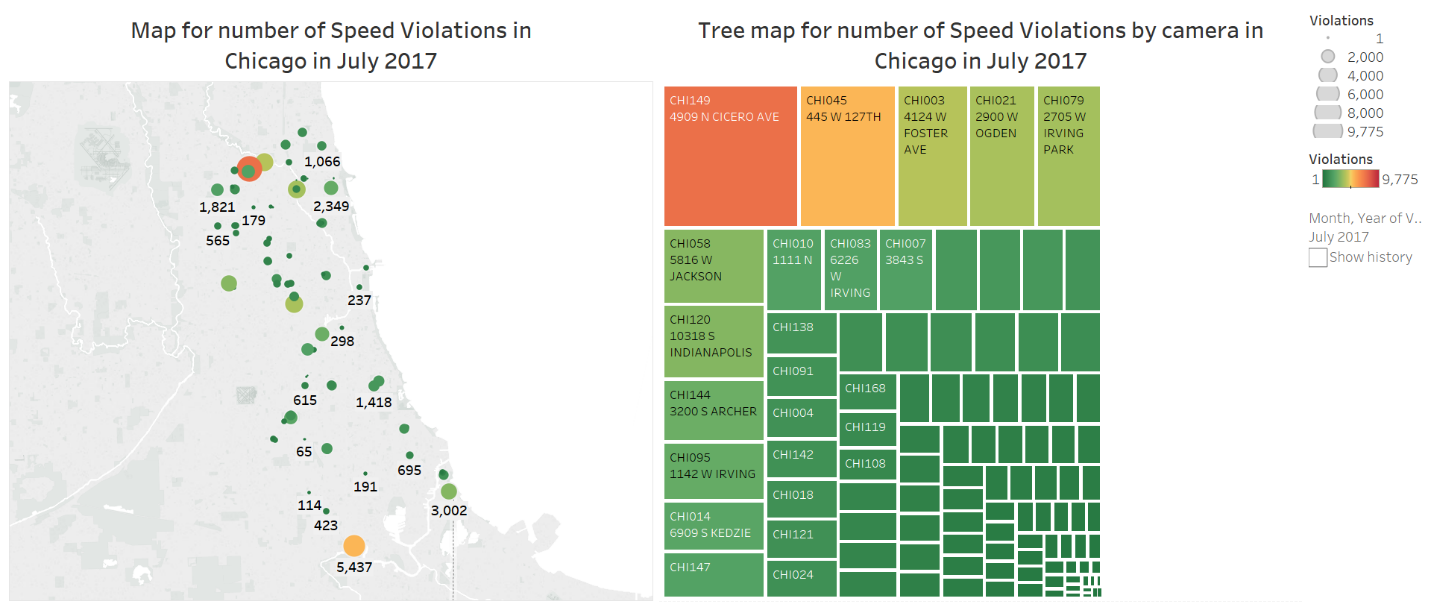 Map for number of Speed Violations in
Chicago in July 2017
1,066
1,821
179
2,349
565
237
298
615
1,418
65
695
191
114
3,002
423
5,437
Tree map for number of Speed Violations by camera in
Chicago in July 2017
CHI149
4909 N CICERO AVE
CHI045
445 W 127TH
CHI003
4124 W
FOSTER
AVE
CHI021
2900 W
OGDEN
CHI079
2705 W
IRVING
PARK
CHI058
5816 W
JACKSON
CHI120
10318 S
INDIANAPOLIS
CHI144
3200 S ARCHER
CHI095
1142 W IRVING
CHI014
6909 S KEDZIE
CHI147
CHI010
1111 N
CHI083
6226
W
IRVING
CHI007
3843 S
CHI138
CHI091
CHI004
CHI142
CHI018
CHI121
CHI024
CHI168
CHI119
CHI108
Violations
1
2,000
4,000
6,000
8,000
9,775
Violations
1 9,775
Month, Year of V..
July 2017
Show history